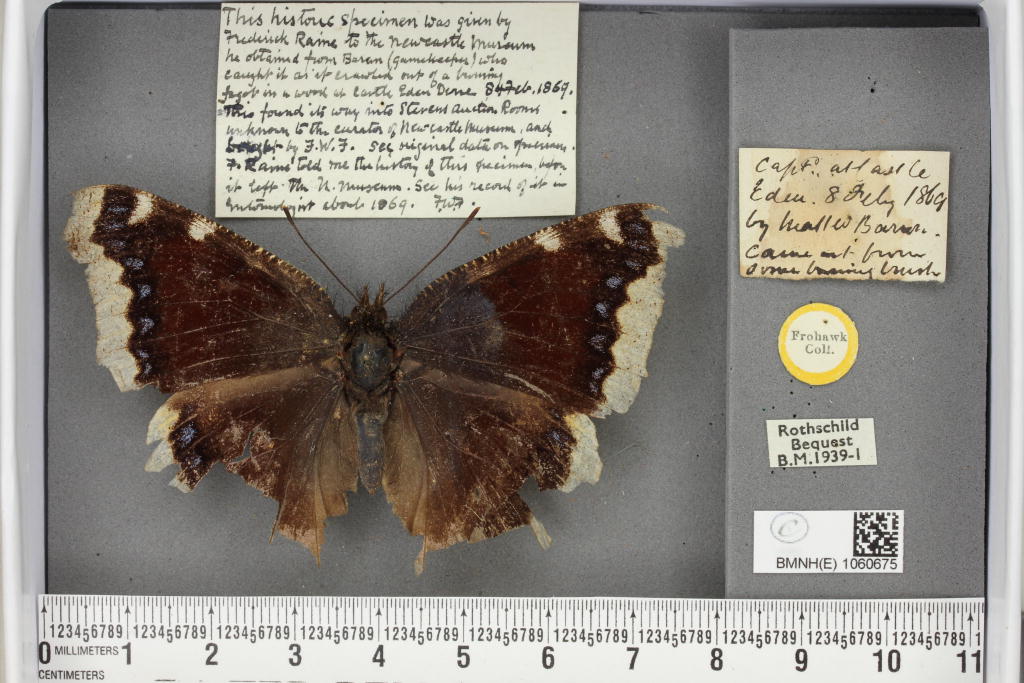 This historic specimen was given by
Frederick Raine to the Newcastle Museum
he obtained from Baran (gamekeeper) who
caught it as it crawled out of a burning
fagot in a wood at Castle Eden Dene 8 Feb. 1869.
This found its way into Stevens Auction Rooms
unknown to the curator of Newcastle Museum, and
bought by F.W.F. See original data on specimen.
F. Raine told me the history of this specimen, before
it left the N. Museum. See his record of it in
Entomologist about 1869. F.W.F.
Captd. at Castle
Eden. 8 Feby 1869
by Barron.
Came out from
some burning brush
Frohawk
Coll.
Rothschild
Bequest
B.M.1939-1
C
BMNH(E) 1060675
123456789 123456789 123456789 123456789 123456789 123456789 123456789 123456789 123456789 123456789 123456789 1
0 MILLIMETERS 1 2 3 4 5 6 7 8 9 10 11
CENTIMETERS